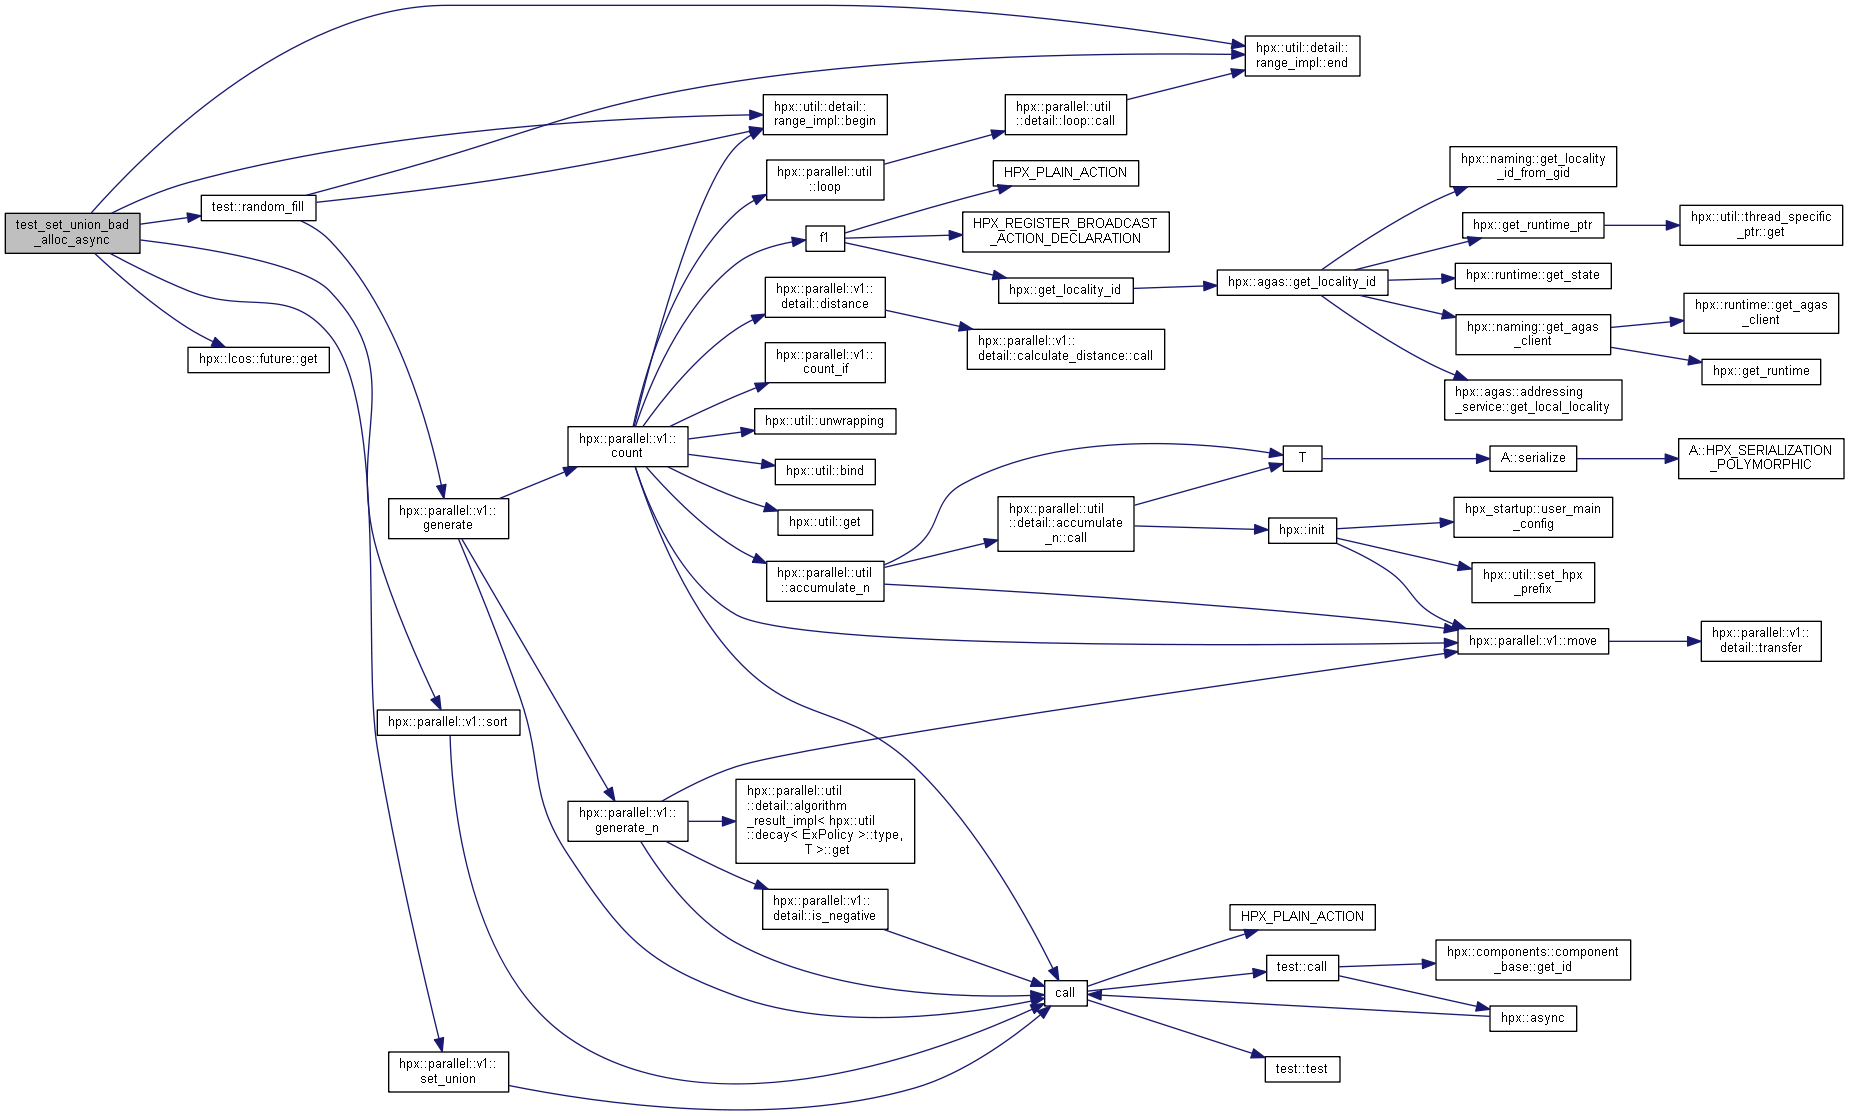 test_set_union_bad
_alloc_async
test::random_fill
hpx::lcos::future::get
hpx::parallel::v1::
generate
hpx::parallel::v1::sort
hpx::parallel::v1::
set_union
hpx::parallel::v1::
count
hpx::parallel::v1::
generate_n
hpx::util::detail::
range_impl::begin
hpx::parallel::util
::loop
f1
hpx::parallel::v1::
detail::distance
hpx::parallel::v1::
count_if
hpx::util::unwrapping
hpx::util::bind
hpx::util::get
hpx::parallel::util
::accumulate_n
hpx::parallel::util
::detail::algorithm
_result_impl< hpx::util
::decay< ExPolicy >::type,
T >::get
hpx::parallel::v1::
detail::is_negative
hpx::parallel::util
::detail::loop::call
HPX_PLAIN_ACTION
HPX_REGISTER_BROADCAST
_ACTION_DECLARATION
hpx::get_locality_id
hpx::parallel::v1::
detail::calculate_distance::call
hpx::parallel::util
::detail::accumulate
_n::call
call
hpx::util::detail::
range_impl::end
hpx::agas::get_locality_id
T
hpx::init
HPX_PLAIN_ACTION
test::call
test::test
hpx::naming::get_locality
_id_from_gid
hpx::get_runtime_ptr
hpx::runtime::get_state
hpx::naming::get_agas
_client
hpx::agas::addressing
_service::get_local_locality
A::serialize
hpx_startup::user_main
_config
hpx::util::set_hpx
_prefix
hpx::parallel::v1::move
hpx::components::component
_base::get_id
hpx::async
hpx::util::thread_specific
_ptr::get
hpx::runtime::get_agas
_client
hpx::get_runtime
A::HPX_SERIALIZATION
_POLYMORPHIC
hpx::parallel::v1::
detail::transfer